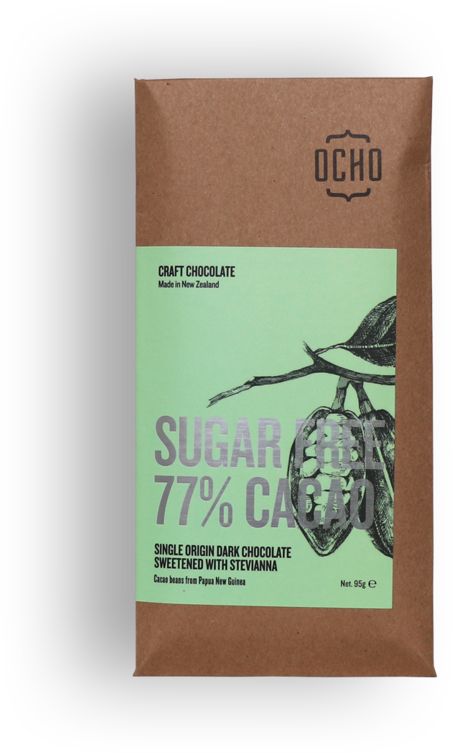 OCHO
CRAFT CHOCOLATE
Made in New Zealand
SUGAR FREE
77% CACAO
SINGLE ORIGIN DARK CHOCOLATE
SWEETENED WITH STEVIANNA
Cacao beans from Papua New Guinea
Net. 95g ℮